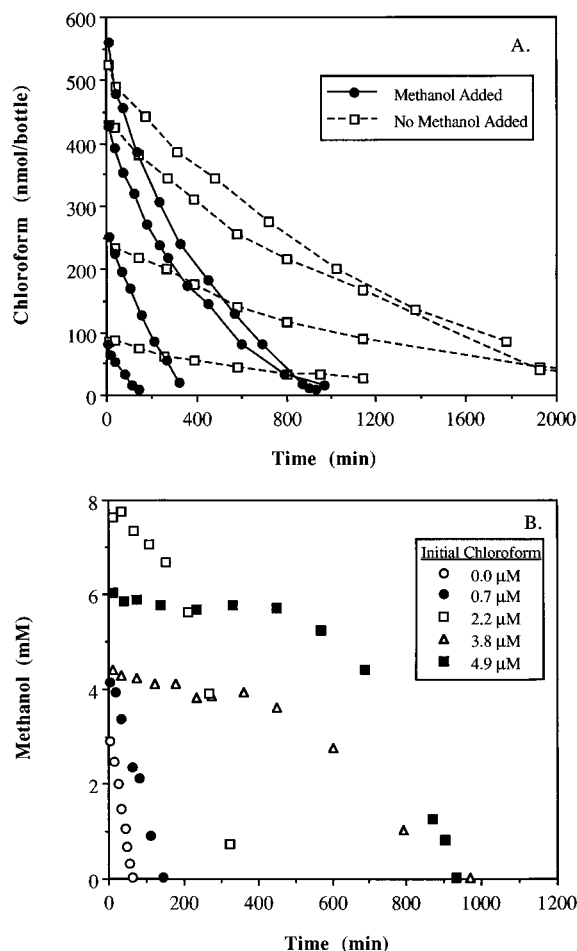 A.
600
500
400
300
200
100
0
Chloroform (nmol/bottle)
Methanol Added
No Methanol Added
0 400 800 1200 1600 2000
Time (min)
B.
8
6
4
2
0
Methanol (mM)
Initial Chloroform
0.0 µM
0.7 µM
2.2 µM
3.8 µM
4.9 µM
0 200 400 600 800 1000 1200
Time (min)